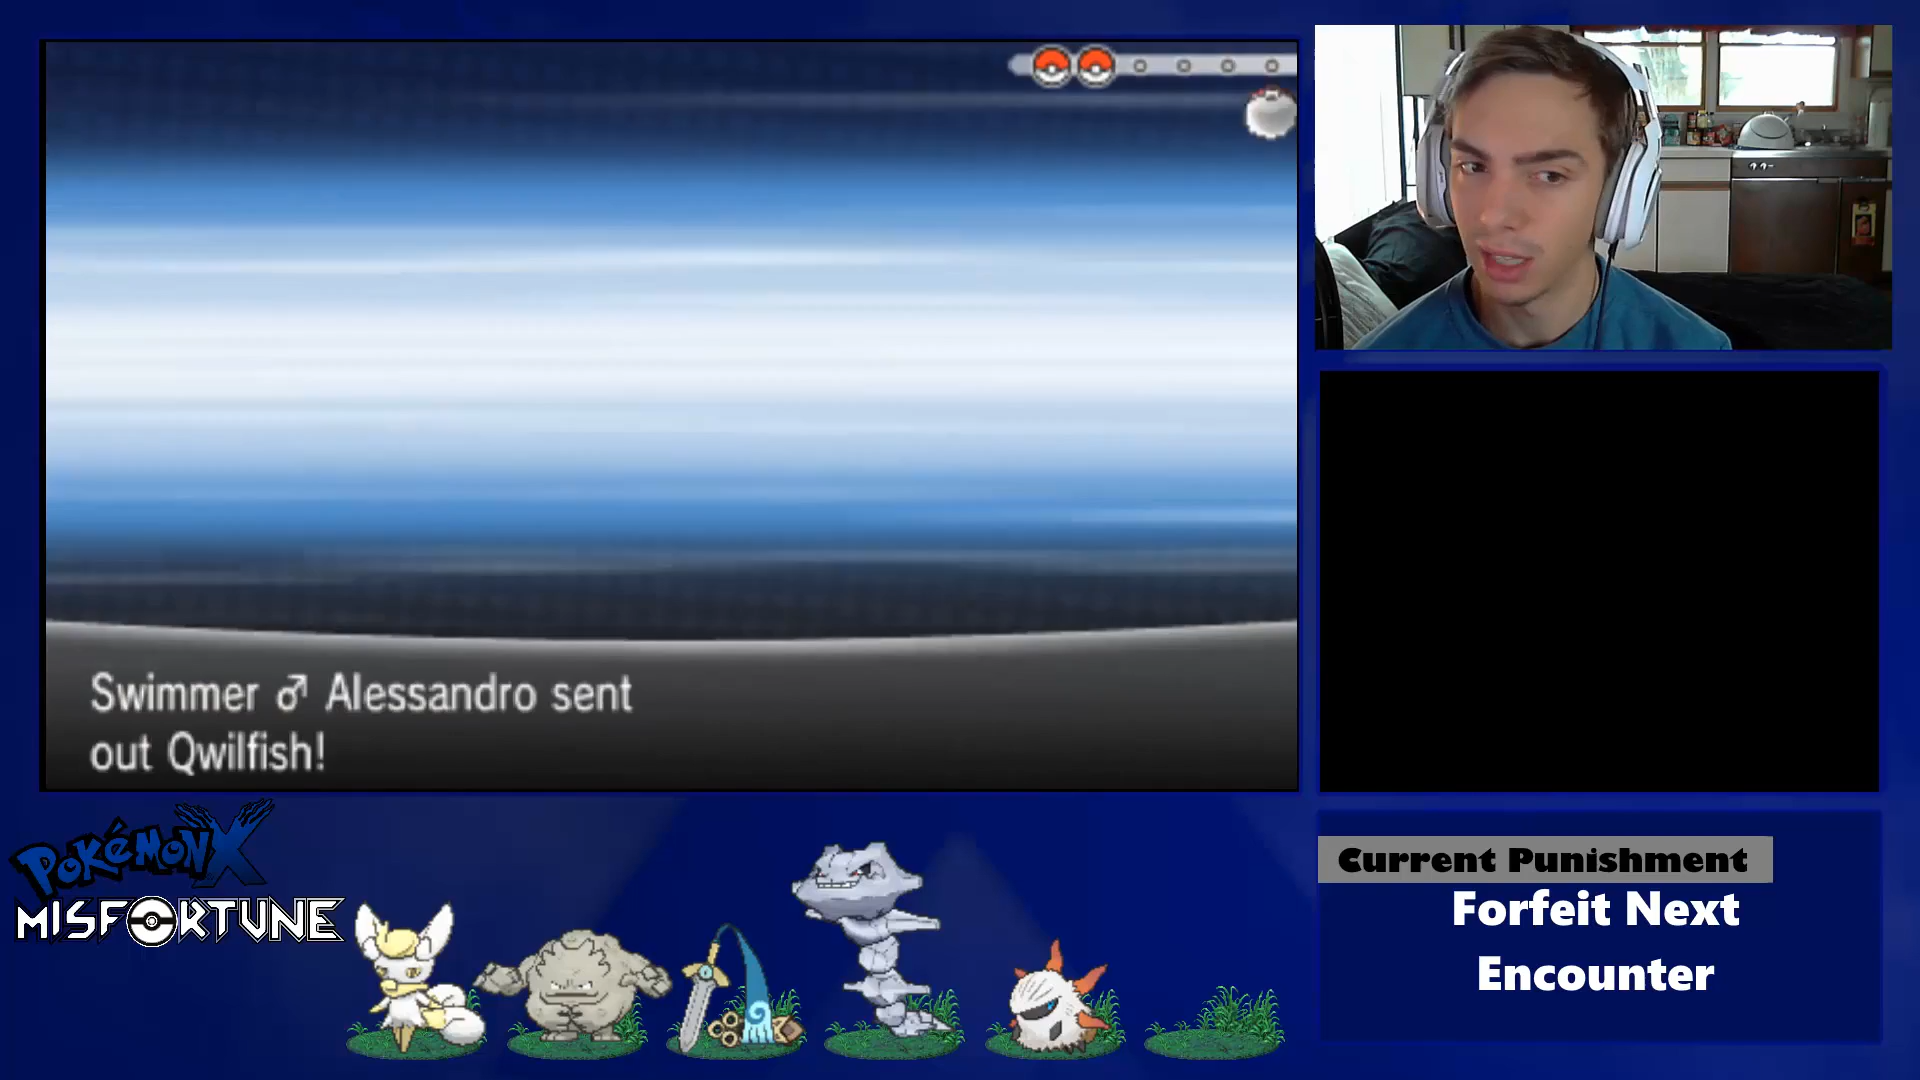 Swimmer ♂ Alessandro sent
out Qwilfish!
POKéMON X
MISFORTUNE
Current Punishment
Forfeit Next
Encounter